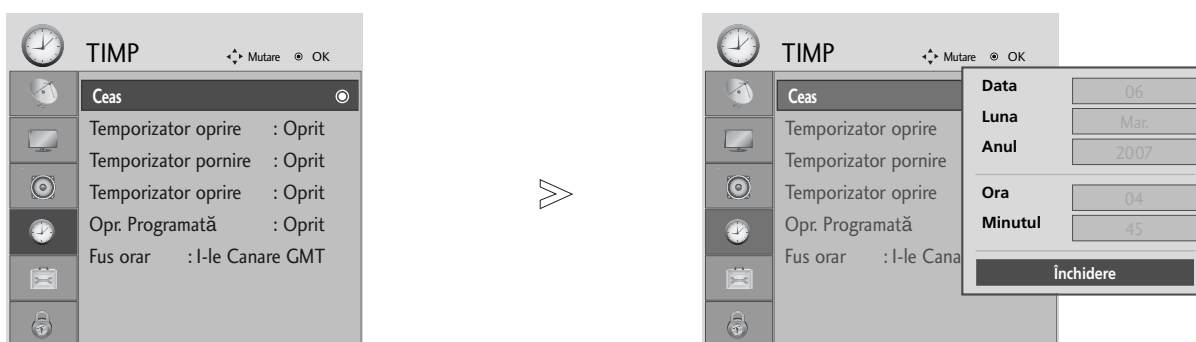 TIMP
Mutare OK
Ceas
Temporizator oprire : Oprit
Temporizator pornire : Oprit
Temporizator oprire : Oprit
Opr. Programată : Oprit
Fus orar : I-le Canare GMT
TIMP
Mutare OK
Ceas
Temporizator oprire
Temporizator pornire
Temporizator oprire
Opr. Programată
Fus orar : I-le Cana
Data 06
Luna Mar.
Anul 2007
Ora 04
Minutul 45
Închidere